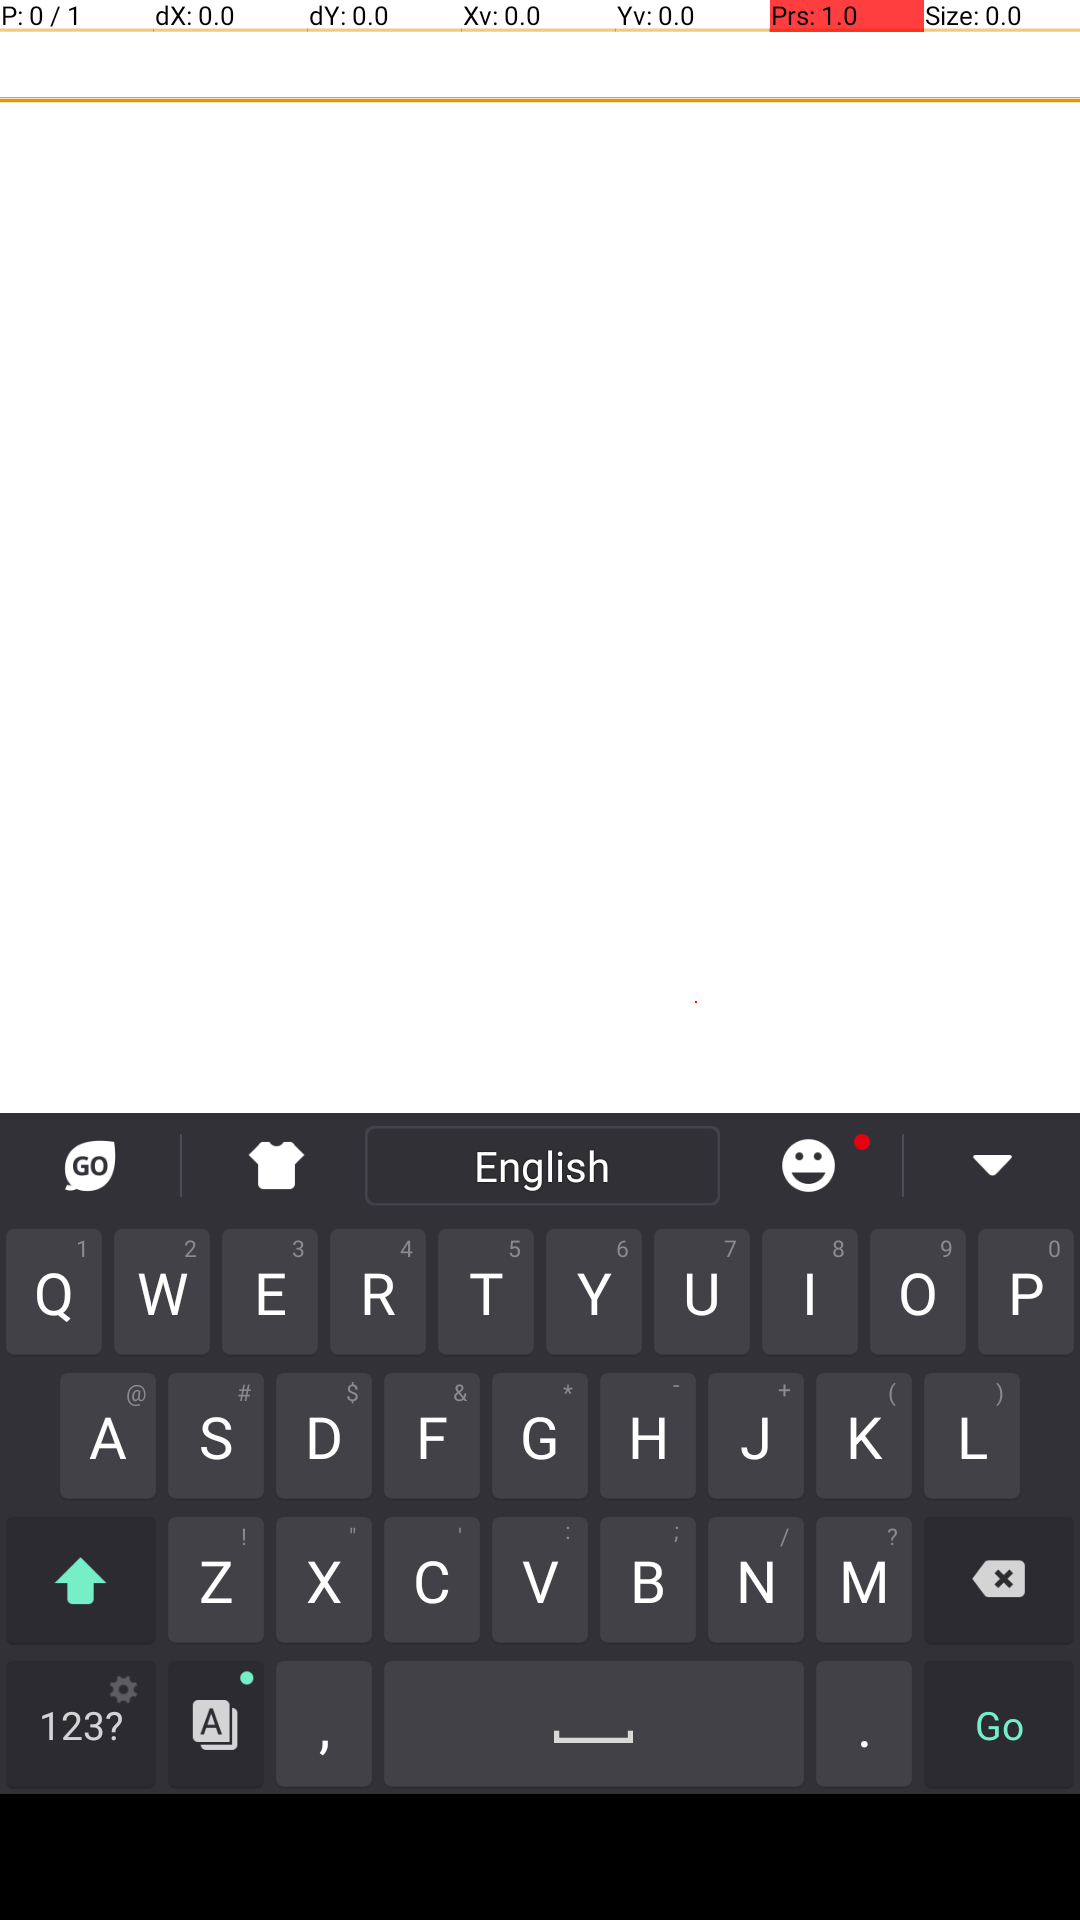 P: 0 / 1 dX: 0.0 dY: 0.0 Xv: 0.0 Yv: 0.0 Prs: 1.0 Size: 0.0
GO English
1 2 3 4 5 6 7 8 9 0
Q W E R T Y U I O P
@ # $ & * - + ( )
A S D F G H J K L
! " ' : ; / ?
Z X C V B N M
123? A , . Go